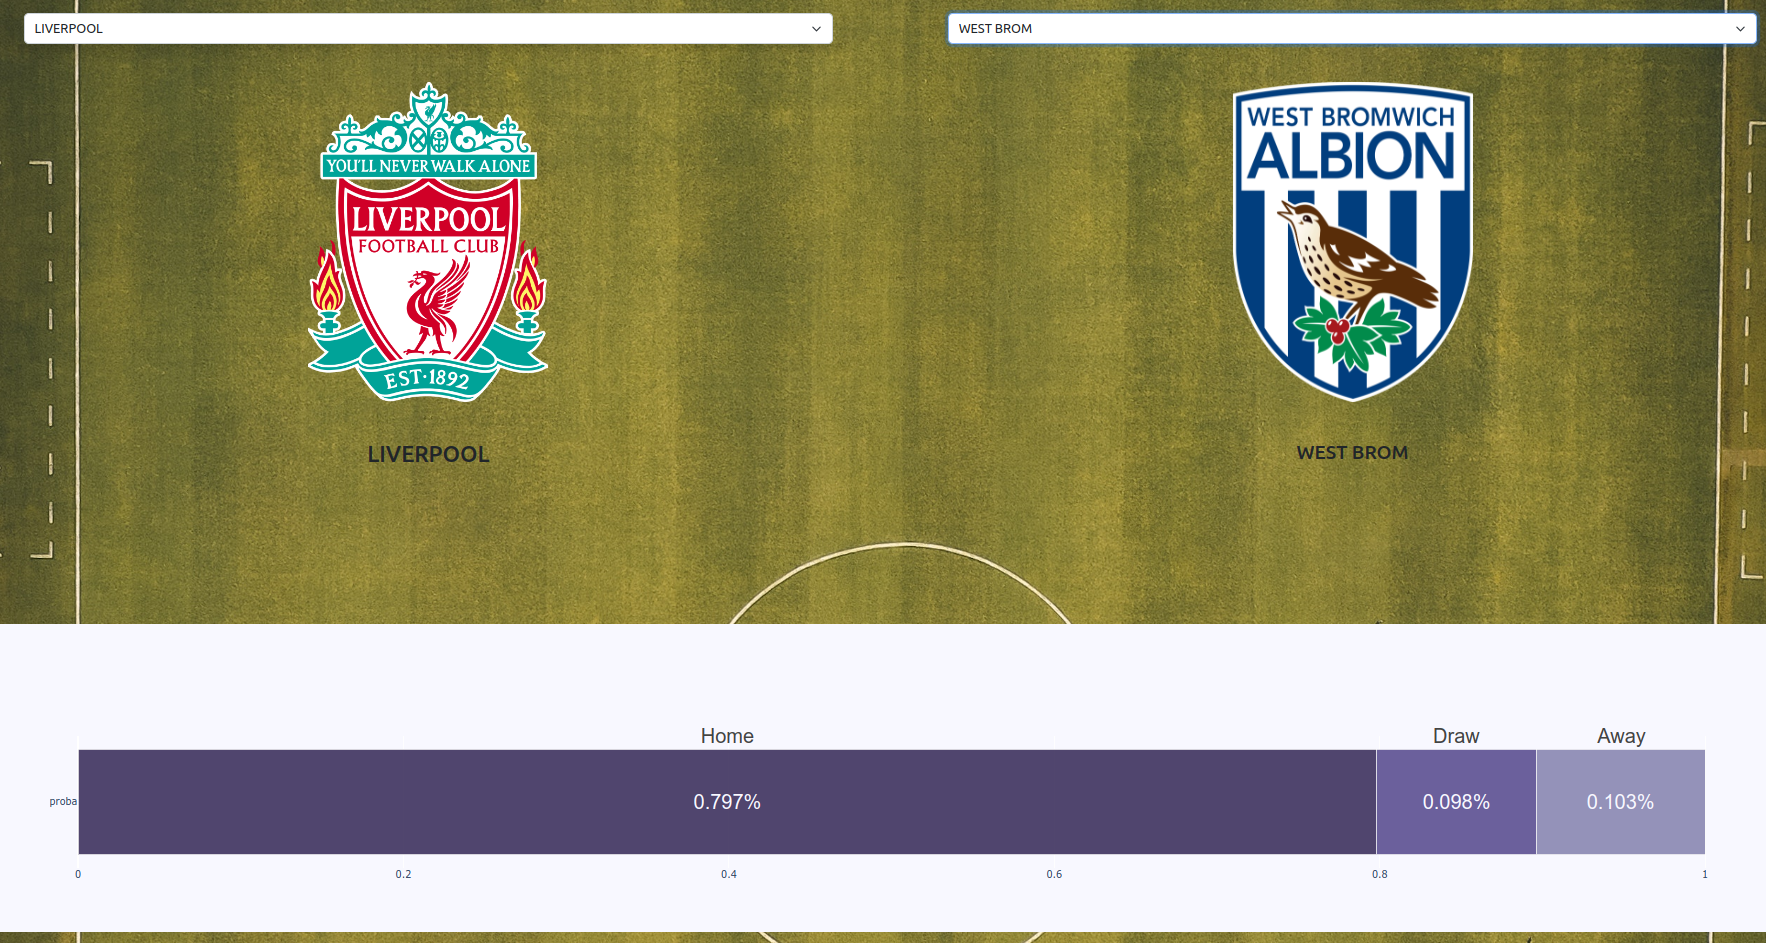 LIVERPOOL
WEST BROM
YOU'LL NEVER WALK ALONE
LIVERPOOL
FOOTBALL CLUB
EST·1892
WEST BROMWICH
ALBION
LIVERPOOL
WEST BROM
Home
Draw
Away
proba
0.797%
0.098%
0.103%
0
0.2
0.4
0.6
0.8
1